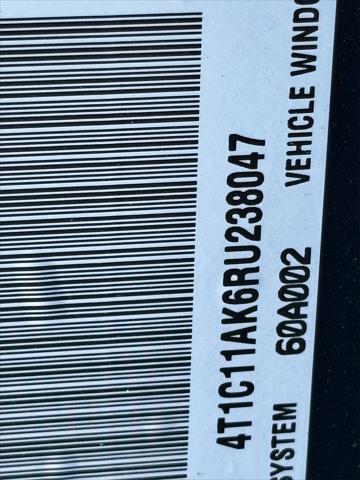 4T1C11AK6RU238047
SYSTEM 60A002 VEHICLE WINDO